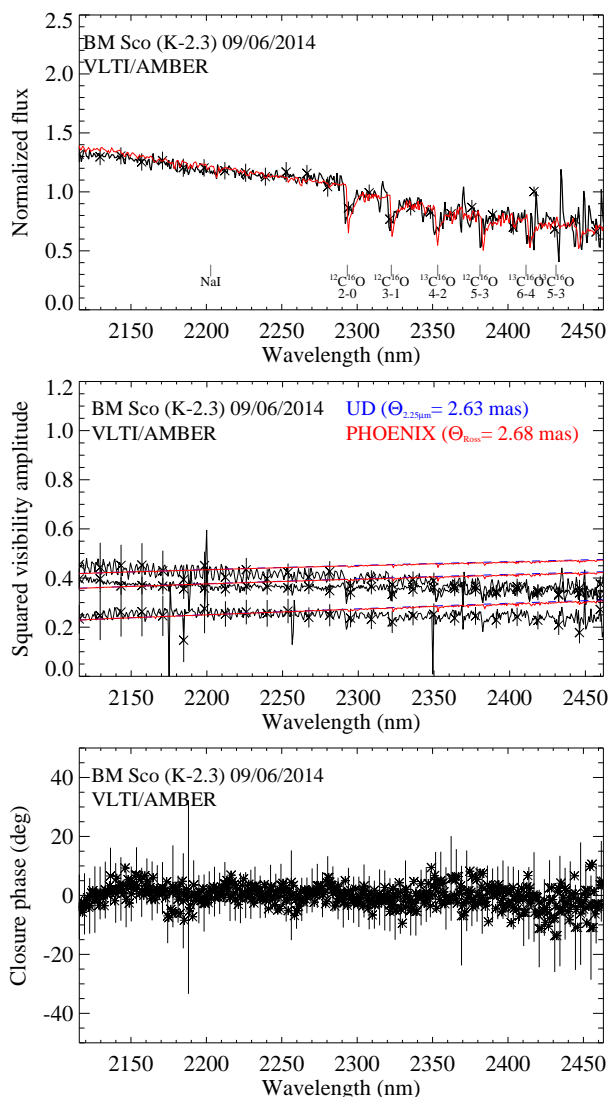 BM Sco (K-2.3) 09/06/2014
VLTI/AMBER
Normalized flux
2.5
2.0
1.5
1.0
0.5
0.0
NaI
¹²C¹⁶O ¹²C¹⁶O ¹³C¹⁶O ¹²C¹⁶O ¹³C¹⁶O ¹³C¹⁶O
2-0 3-1 4-2 5-3 6-4 5-3
2150 2200 2250 2300 2350 2400 2450
Wavelength (nm)
BM Sco (K-2.3) 09/06/2014 UD (Θ2.25μm= 2.63 mas)
VLTI/AMBER PHOENIX (ΘRoss= 2.68 mas)
Squared visibility amplitude
1.2
1.0
0.8
0.6
0.4
0.2
0.0
2150 2200 2250 2300 2350 2400 2450
Wavelength (nm)
BM Sco (K-2.3) 09/06/2014
VLTI/AMBER
Closure phase (deg)
40
20
0
-20
-40
2150 2200 2250 2300 2350 2400 2450
Wavelength (nm)